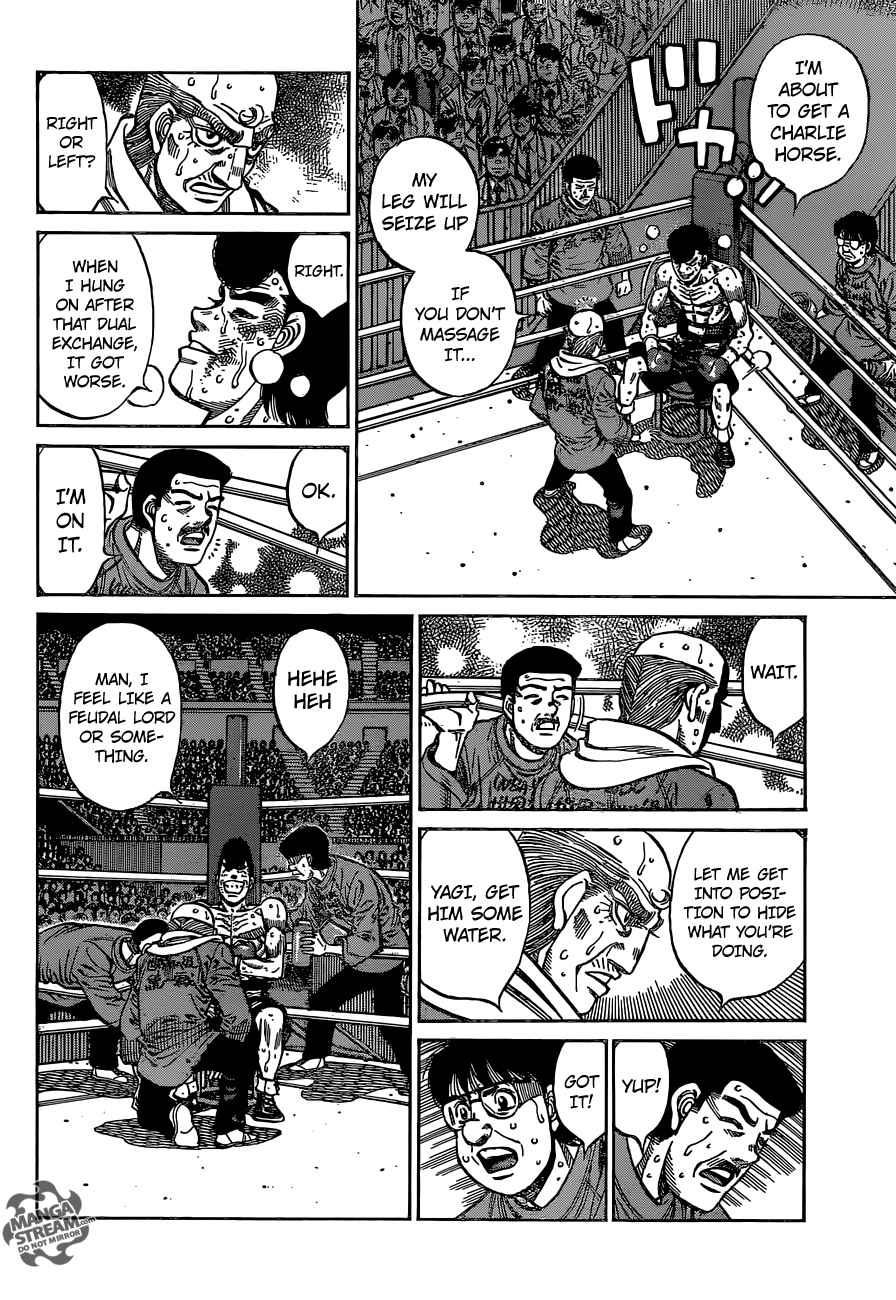 I'M
ABOUT
TO GET A
CHARLIE
HORSE.
ドカッ
MY
LEG WILL
SEIZE UP
IF
YOU DON'T
MASSAGE
IT...
RIGHT
OR
LEFT?
RIGHT.
WHEN
I HUNG
ON AFTER
THAT DUAL
EXCHANGE,
IT GOT
WORSE.
OK.
I'M
ON
IT.
WAIT.
LET ME GET
INTO POSI-
TION TO HIDE
WHAT YOU'RE
DOING.
YAGI, GET
HIM SOME
WATER.
YUP!
GOT
IT!
HEHE
HEH
MAN, I
FEEL LIKE A
FEUDAL LORD
OR SOME-
THING.
MANGA
STREAM.com
DO NOT MIRROR